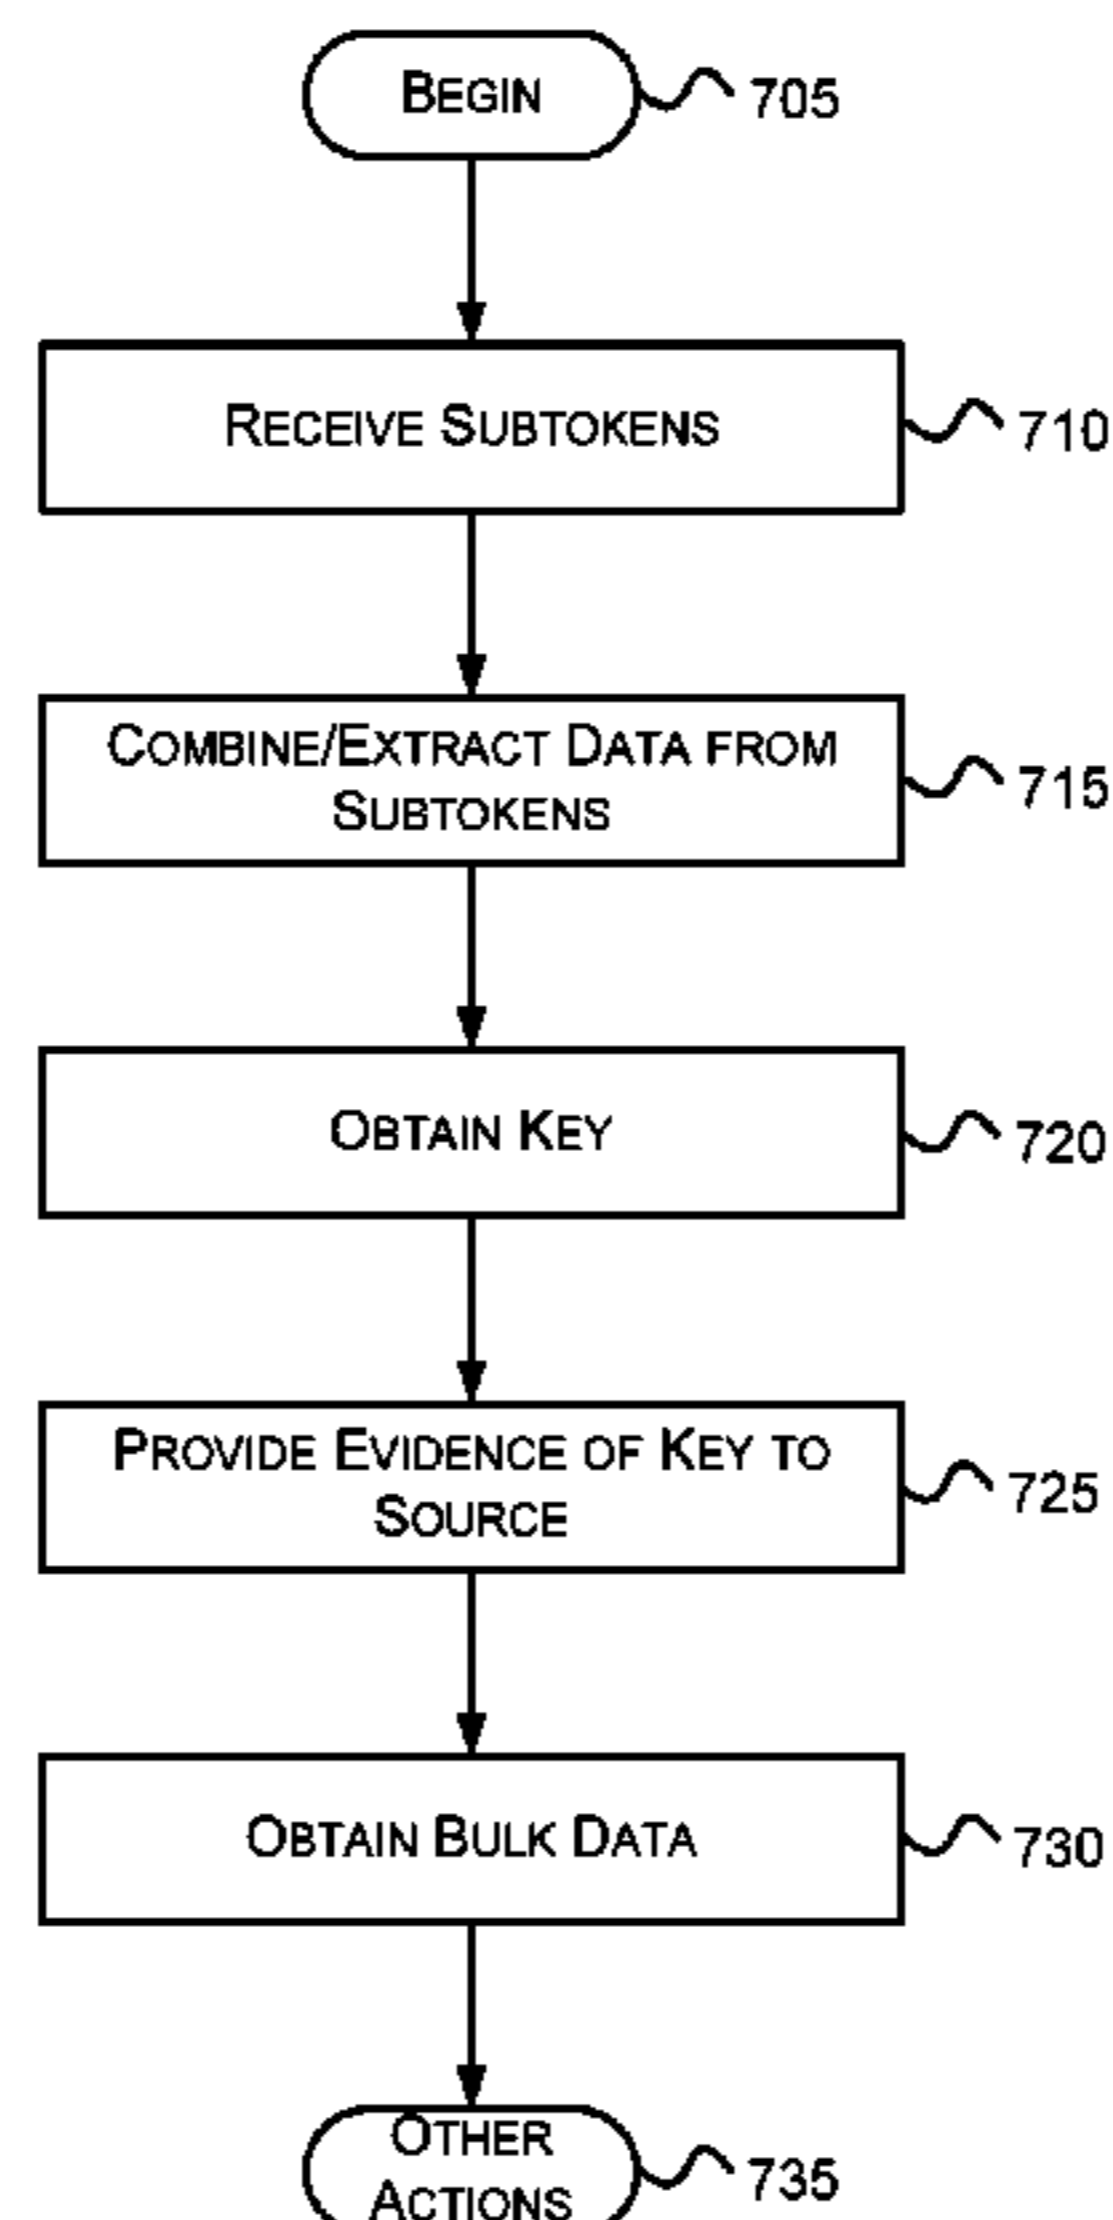 BEGIN
705
RECEIVE SUBTOKENS
710
COMBINE/EXTRACT DATA FROM
SUBTOKENS
715
OBTAIN KEY
720
PROVIDE EVIDENCE OF KEY TO
SOURCE
725
OBTAIN BULK DATA
730
OTHER
ACTIONS
735